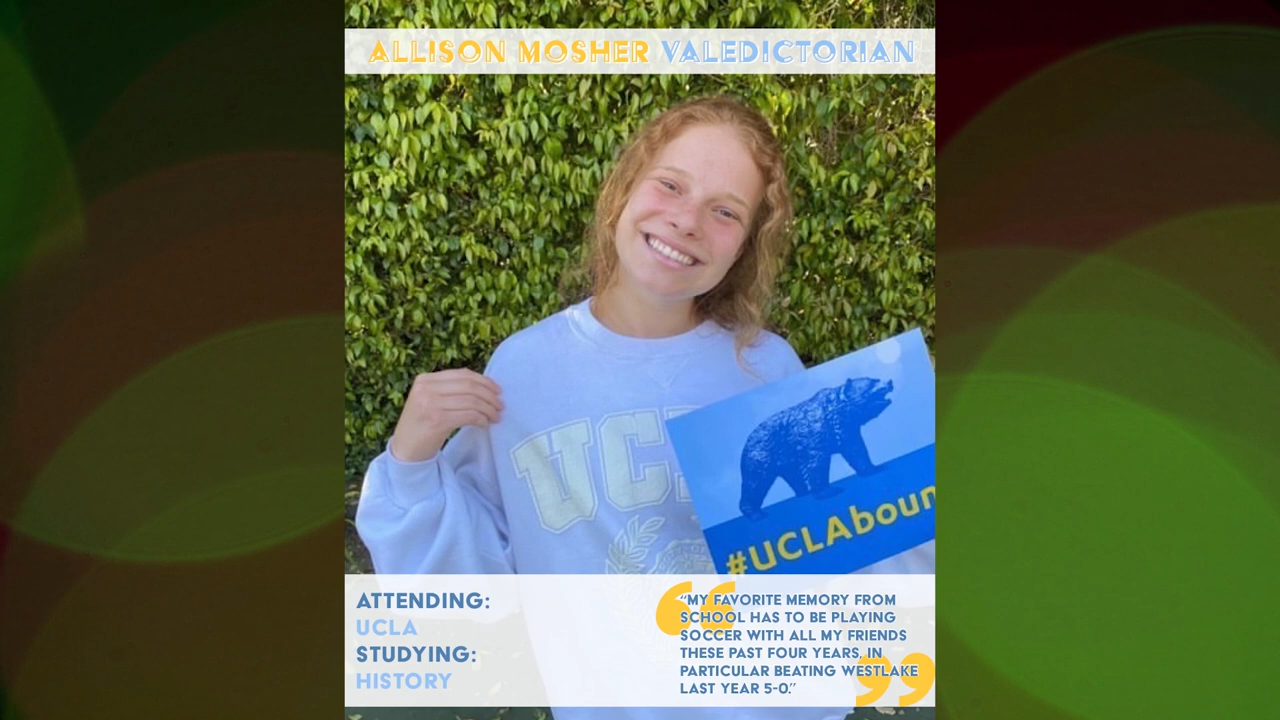 ALLISON MOSHER VALEDICTORIAN
UCL
#UCLAboun
ATTENDING:
UCLA
STUDYING:
HISTORY
"MY FAVORITE MEMORY FROM
SCHOOL HAS TO BE PLAYING
SOCCER WITH ALL MY FRIENDS
THESE PAST FOUR YEARS, IN
PARTICULAR BEATING WESTLAKE
LAST YEAR 5-0."